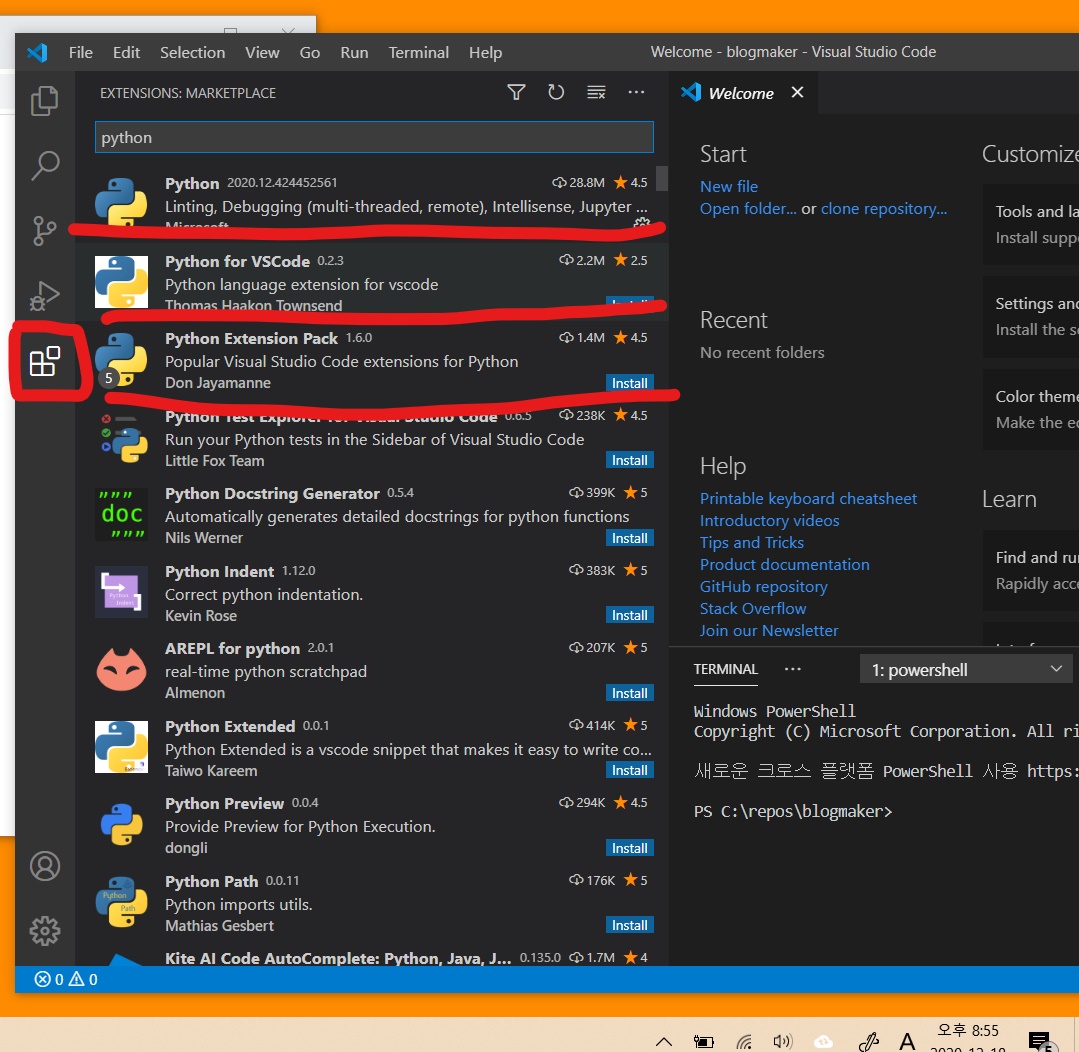 File Edit Selection View Go Run Terminal Help
Welcome - blogmaker - Visual Studio Code
EXTENSIONS: MARKETPLACE
python
Python 2020.12.424452561 28.8M 4.5
Linting, Debugging (multi-threaded, remote), Intellisense, Jupyter ...
Microsoft
Python for VSCode 0.2.3 2.2M 2.5
Python language extension for vscode
Thomas Haakon Townsend
Install
Python Extension Pack 1.6.0 1.4M 4.5
Popular Visual Studio Code extensions for Python
5
Don Jayamanne
Install
Python Test Explorer for Visual Studio Code 0.6.5 238K 4.5
Run your Python tests in the Sidebar of Visual Studio Code
Little Fox Team
Install
"""
doc
"""
Python Docstring Generator 0.5.4 399K 5
Automatically generates detailed docstrings for python functions
Nils Werner
Install
Python
Indent
Python Indent 1.12.0 383K 5
Correct python indentation.
Kevin Rose
Install
AREPL for python 2.0.1 207K 5
real-time python scratchpad
Almenon
Install
Python Extended 0.0.1 414K 5
Python Extended is a vscode snippet that makes it easy to write co...
Taiwo Kareem
Install
Python Preview 0.0.4 294K 4.5
Provide Preview for Python Execution.
dongli
Install
Python
Path
Python Path 0.0.11 176K 5
Python imports utils.
Mathias Gesbert
Install
Kite AI Code AutoComplete: Python, Java, J... 0.135.0 1.7M 4
Welcome
Start
New file
Open folder... or clone repository...
Recent
No recent folders
Help
Printable keyboard cheatsheet
Introductory videos
Tips and Tricks
Product documentation
GitHub repository
Stack Overflow
Join our Newsletter
Customize
Tools and la
Install suppo
Settings and
Install the s
Color theme
Make the ed
Learn
Find and ru
Rapidly acce
TERMINAL ... 1: powershell
Windows PowerShell
Copyright (C) Microsoft Corporation. All ri
새로운 크로스 플랫폼 PowerShell 사용 https:
PS C:\repos\blogmaker>
0 0
A
오후 8:55
2020-12-18
5